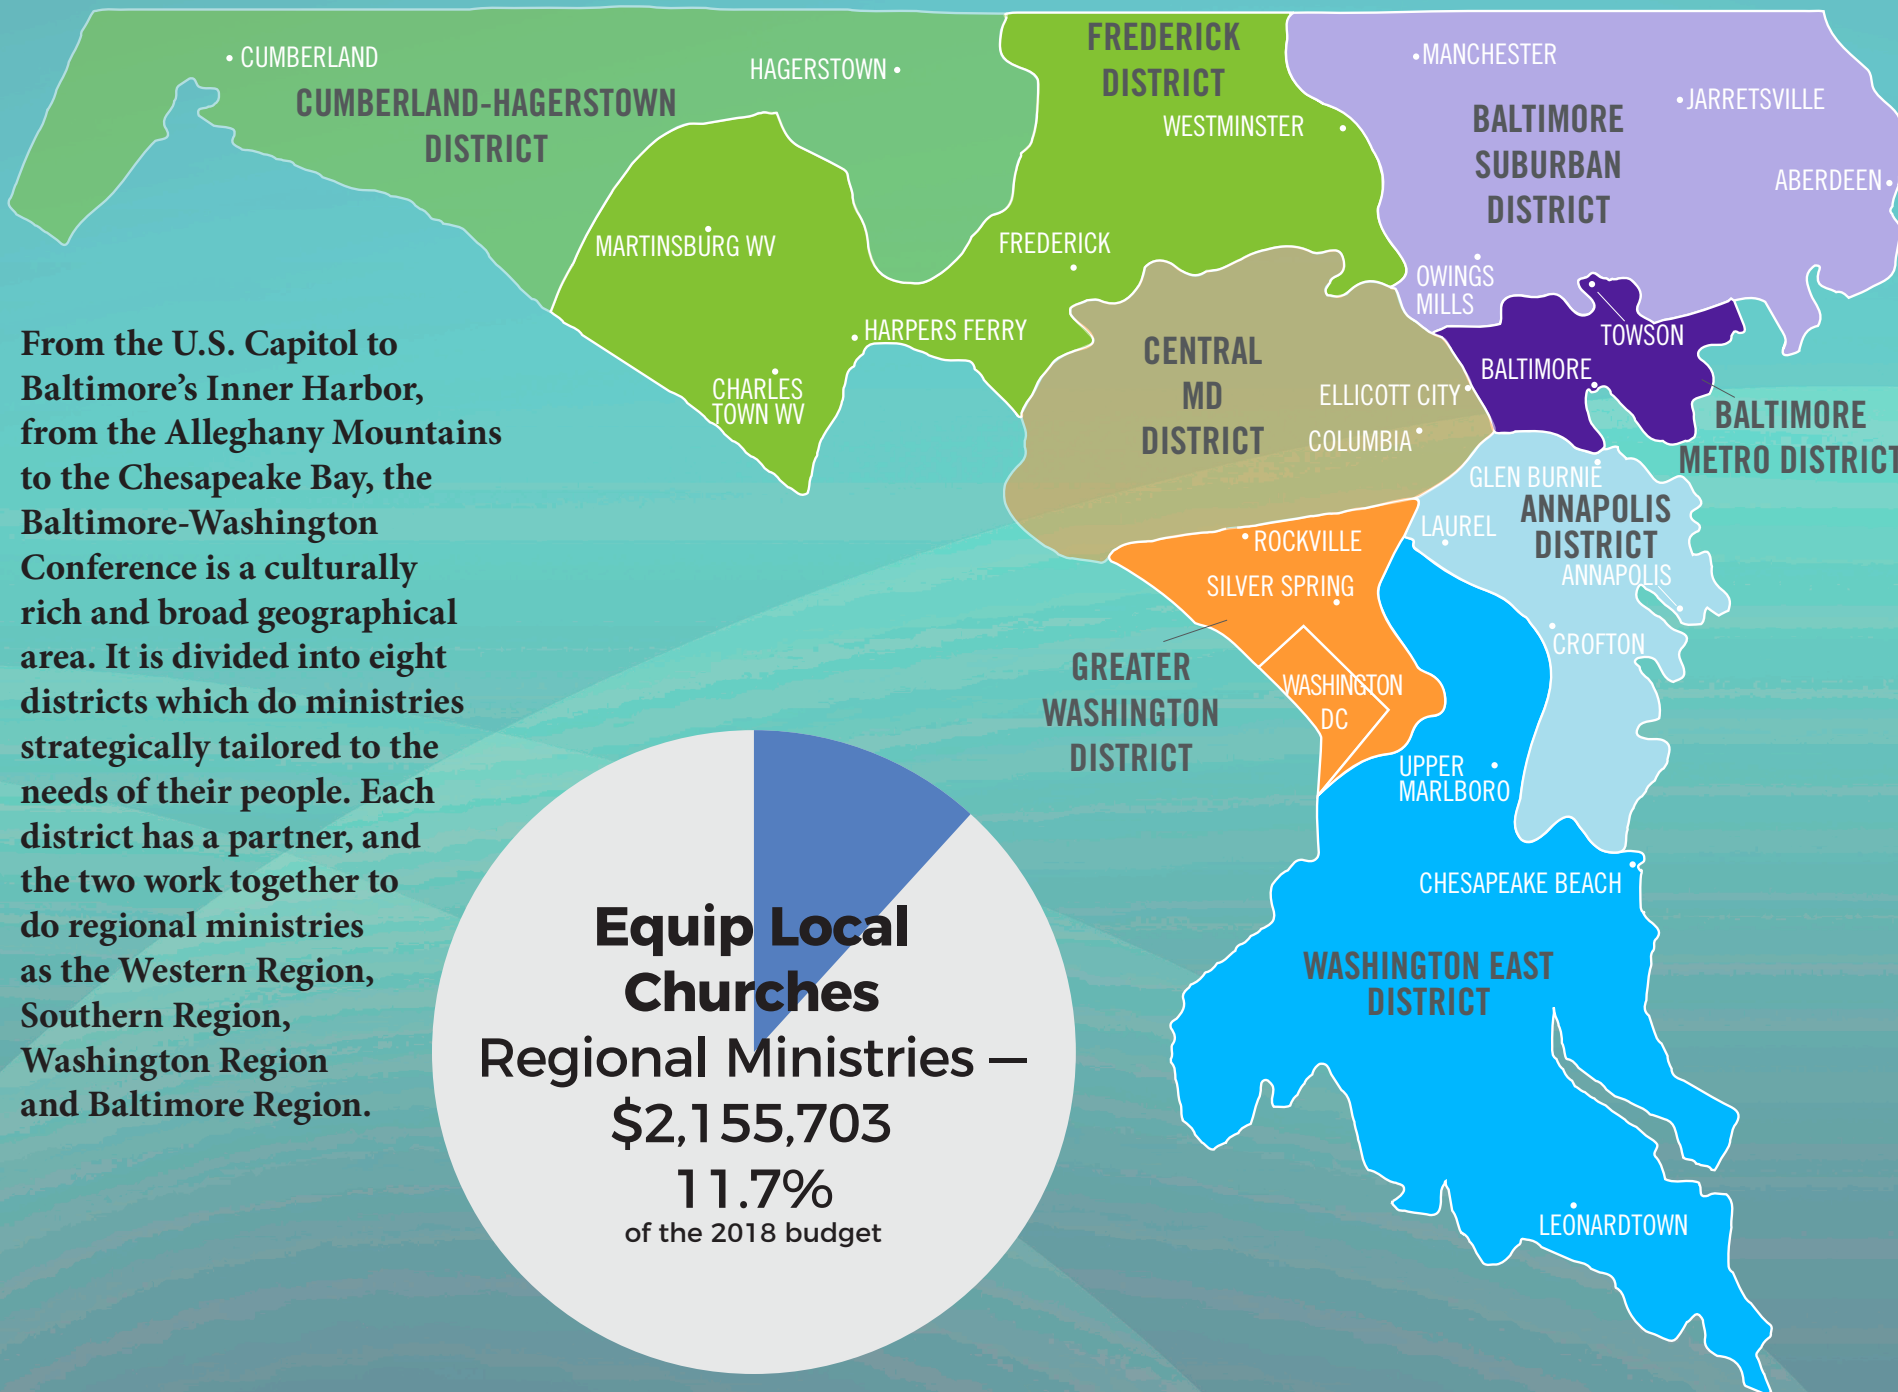 • CUMBERLAND
HAGERSTOWN •
CUMBERLAND-HAGERSTOWN
DISTRICT
FREDERICK
DISTRICT
WESTMINSTER
• MANCHESTER
• JARRETSVILLE
BALTIMORE
SUBURBAN
DISTRICT
ABERDEEN •
MARTINSBURG WV
FREDERICK
OWINGS
MILLS
• HARPERS FERRY
CHARLES
TOWN WV
CENTRAL
MD
DISTRICT
ELLICOTT CITY
COLUMBIA
TOWSON
BALTIMORE
BALTIMORE
METRO DISTRICT
GLEN BURNIE
ANNAPOLIS
DISTRICT
LAUREL
ANNAPOLIS
CROFTON
• ROCKVILLE
SILVER SPRING
GREATER
WASHINGTON
DISTRICT
WASHINGTON
DC
UPPER
MARLBORO
CHESAPEAKE BEACH
WASHINGTON EAST
DISTRICT
LEONARDTOWN
From the U.S. Capitol to
Baltimore’s Inner Harbor,
from the Alleghany Mountains
to the Chesapeake Bay, the
Baltimore-Washington
Conference is a culturally
rich and broad geographical
area. It is divided into eight
districts which do ministries
strategically tailored to the
needs of their people. Each
district has a partner, and
the two work together to
do regional ministries
as the Western Region,
Southern Region,
Washington Region
and Baltimore Region.
Equip Local
Churches
Regional Ministries —
$2,155,703
11.7%
of the 2018 budget